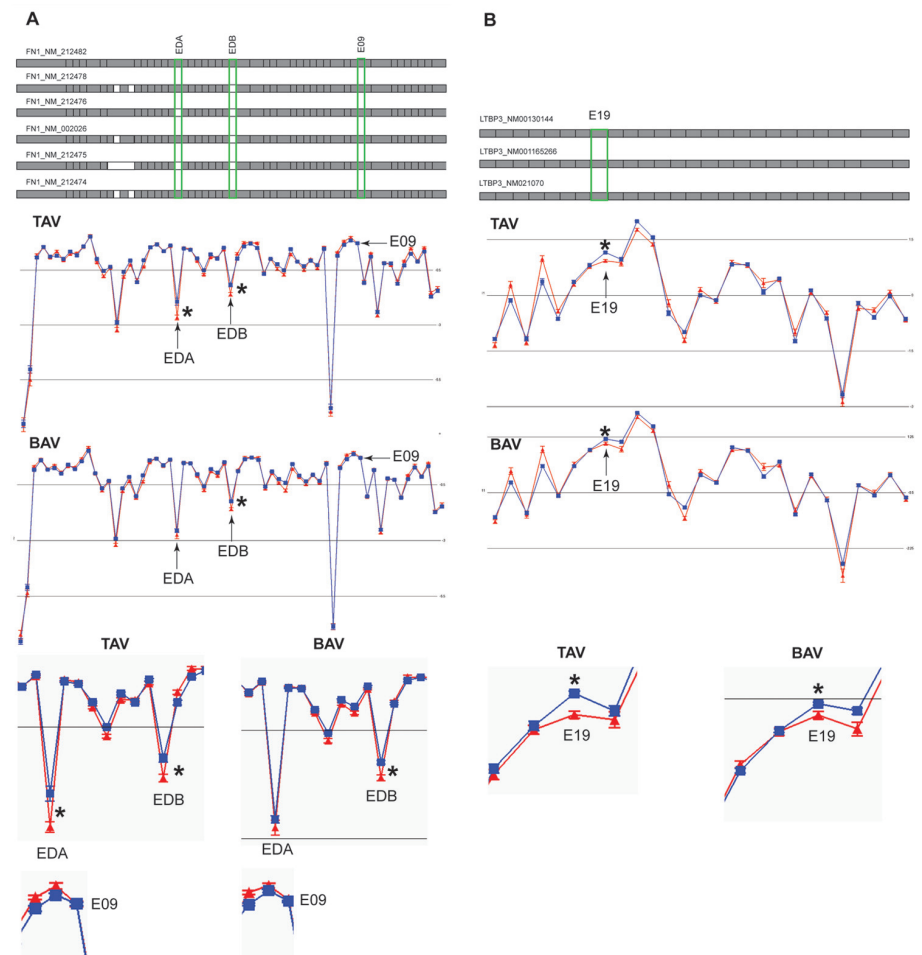 A
EDA
EDB
E09
FN1_NM_212482
FN1_NM_212478
FN1_NM_212476
FN1_NM_002026
FN1_NM_212475
FN1_NM_212474
TAV
E09
*
*
EDB
EDA
BAV
E09
*
EDB
EDA
TAV
BAV
*
*
EDB
EDA
*
EDB
EDA
E09
E09
B
E19
LTBP3_NM00130144
LTBP3_NM001165266
LTBP3_NM021070
TAV
*
E19
BAV
*
E19
TAV
BAV
*
E19
*
E19